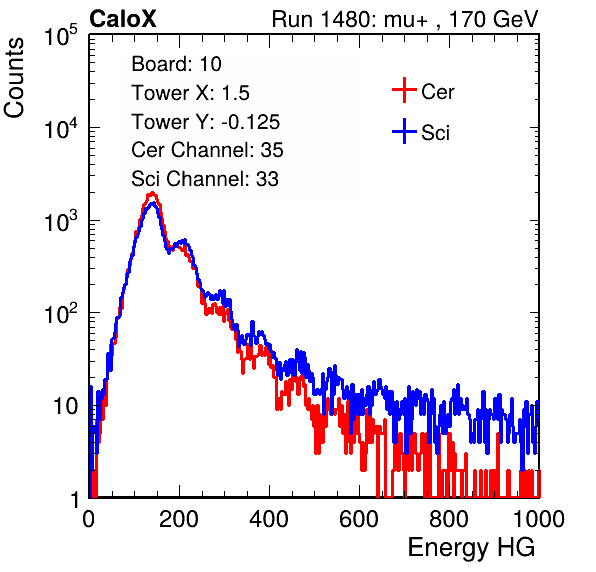 CaloX Run 1480: mu+ , 170 GeV
Counts
10^5
10^4
10^3
10^2
10
1
Board: 10
Tower X: 1.5
Tower Y: -0.125
Cer Channel: 35
Sci Channel: 33
Cer
Sci
0 200 400 600 800 1000
Energy HG